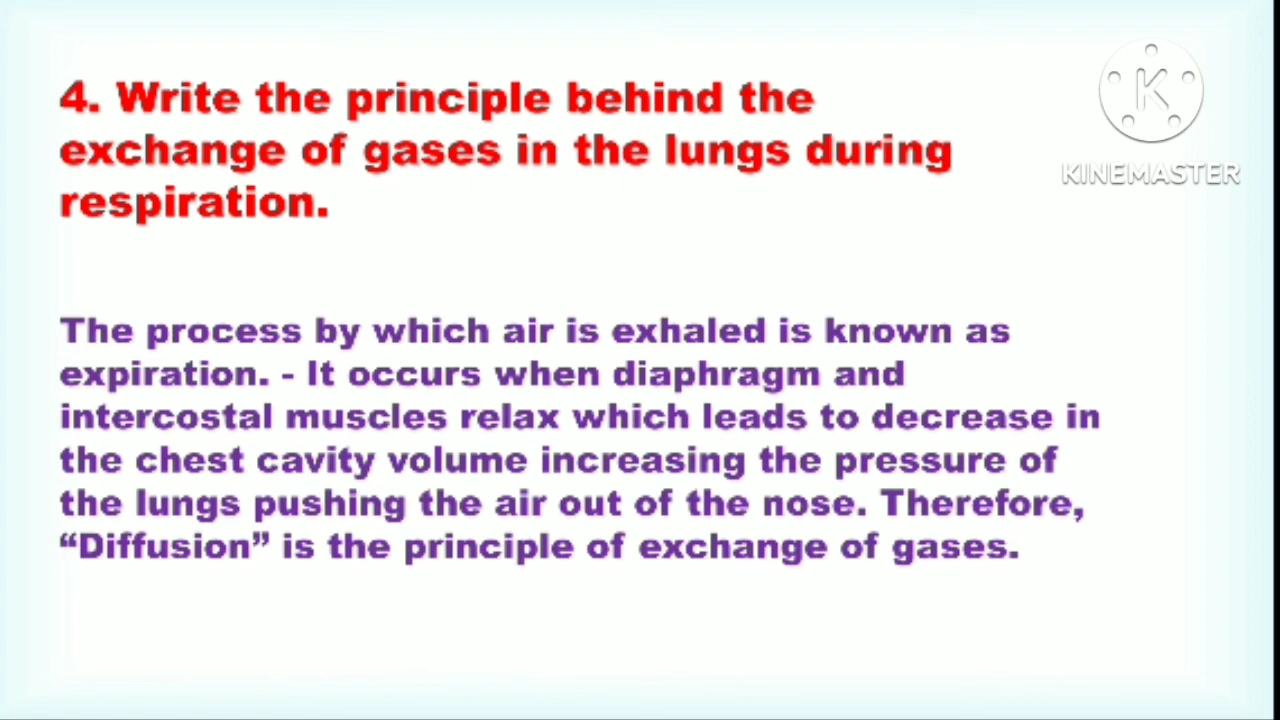 4. Write the principle behind the
exchange of gases in the lungs during
respiration.
K
KINEMASTER
The process by which air is exhaled is known as
expiration. - It occurs when diaphragm and
intercostal muscles relax which leads to decrease in
the chest cavity volume increasing the pressure of
the lungs pushing the air out of the nose. Therefore,
“Diffusion” is the principle of exchange of gases.